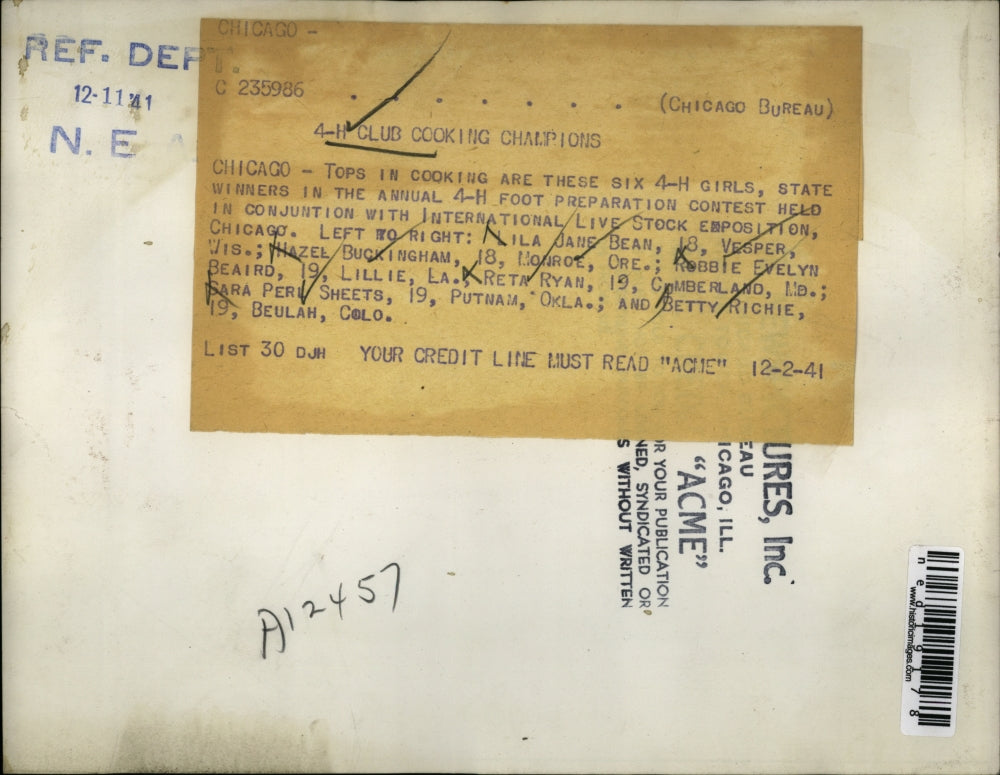 REF. DEPT.
12-11 41
N. E A
CHICAGO -
C 235986 . . . . . . . (CHICAGO BUREAU)
4-H CLUB COOKING CHAMPIONS
CHICAGO - TOPS IN COOKING ARE THESE SIX 4-H GIRLS, STATE
WINNERS IN THE ANNUAL 4-H FOOT PREPARATION CONTEST HELD
IN CONJUNTION WITH INTERNATIONAL LIVE STOCK EXPOSITION,
CHICAGO. LEFT TO RIGHT: LILA JANE BEAN, 18, VESPER,
WIS.; HAZEL BUCKINGHAM, 18, MONROE, ORE.; ROBBIE EVELYN
BEAIRD, 19, LILLIE, LA.; RETA RYAN, 19, CUMBERLAND, MD.;
SARA PERL SHEETS, 19, PUTNAM, OKLA.; AND BETTY RICHIE,
19, BEULAH, COLO.
LIST 30 DJH YOUR CREDIT LINE MUST READ "ACME" 12-2-41
URES, Inc.
EAU
ICAGO, ILL.
"ACME"
R YOUR PUBLICATION
NED, SYNDICATED OR
S WITHOUT WRITTEN
A12457
ned19178
www.historicimages.com